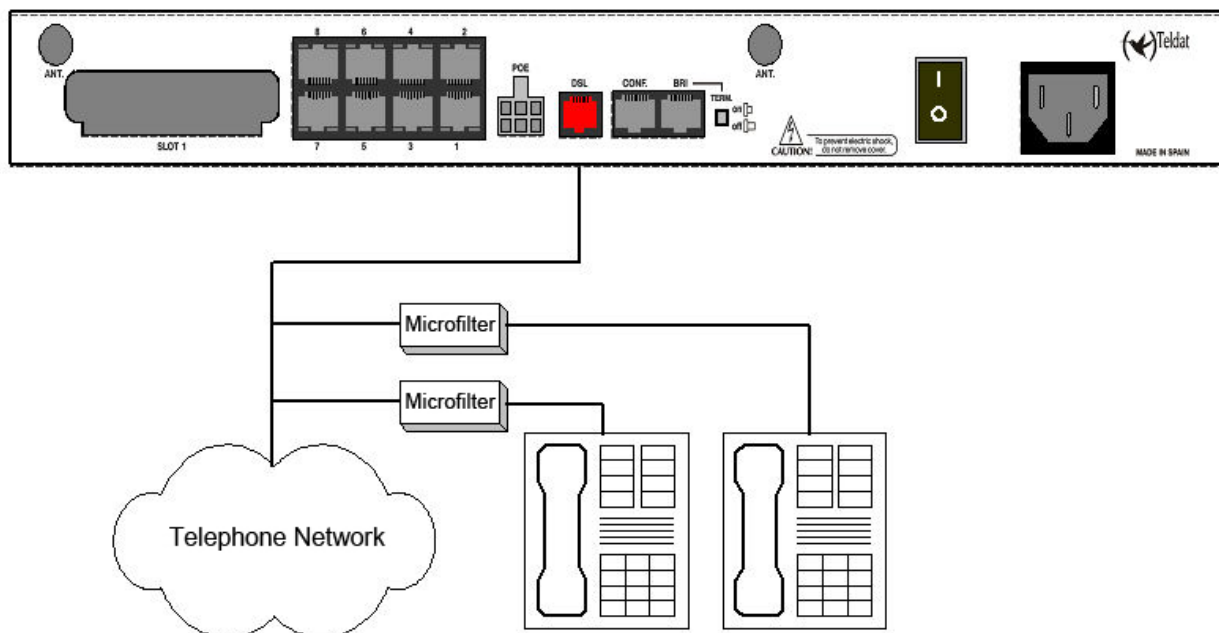 8 6 4 2
ANT.
POE
DSL
CONF.
BRI
TERM.
on
off
ANT.
I
O
(Teldat
SLOT 1
7 5 3 1
CAUTION!
To prevent electric shock,
do not remove cover.
MADE IN SPAIN
Microfilter
Microfilter
Telephone Network